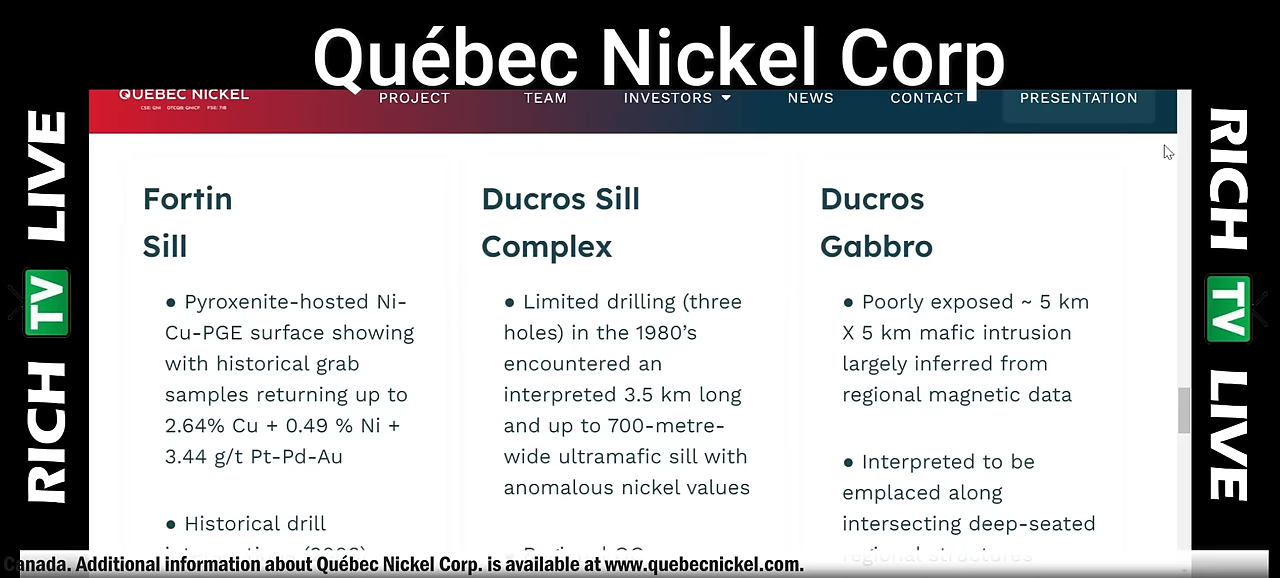 Québec Nickel Corp
QUÉBEC NICKEL
PROJECT
TEAM
INVESTORS
NEWS
CONTACT
PRESENTATION
RICH TV LIVE
Fortin
Sill
● Pyroxenite-hosted Ni-
Cu-PGE surface showing
with historical grab
samples returning up to
2.64% Cu + 0.49 % Ni +
3.44 g/t Pt-Pd-Au
● Historical drill
Ducros Sill
Complex
● Limited drilling (three
holes) in the 1980’s
encountered an
interpreted 3.5 km long
and up to 700-metre-
wide ultramafic sill with
anomalous nickel values
Ducros
Gabbro
● Poorly exposed ~ 5 km
X 5 km mafic intrusion
largely inferred from
regional magnetic data
● Interpreted to be
emplaced along
intersecting deep-seated
regional structures
RICH TV LIVE
Canada. Additional information about Québec Nickel Corp. is available at www.quebecnickel.com.